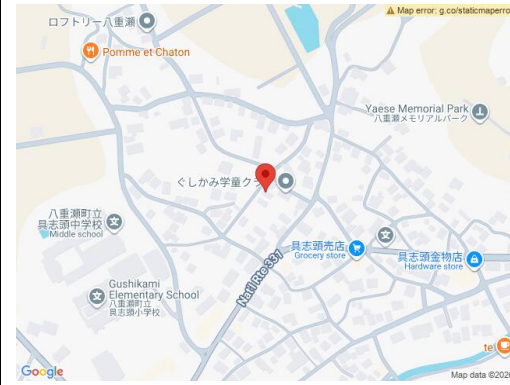 ⚠ Map error: g.co/staticmaperro
ロフトリー八重瀬
Pomme et Chaton
Yaese Memorial Park
八重瀬メモリアルパーク
ぐしかみ学童クラ
八重瀬町立
具志頭中学校
Middle school
具志頭売店
Grocery store
具志頭金物店
Hardware store
Nat'l Rte 331
Gushikami
Elementary School
八重瀬町立
具志頭小学校
te
Google
Map data ©2026